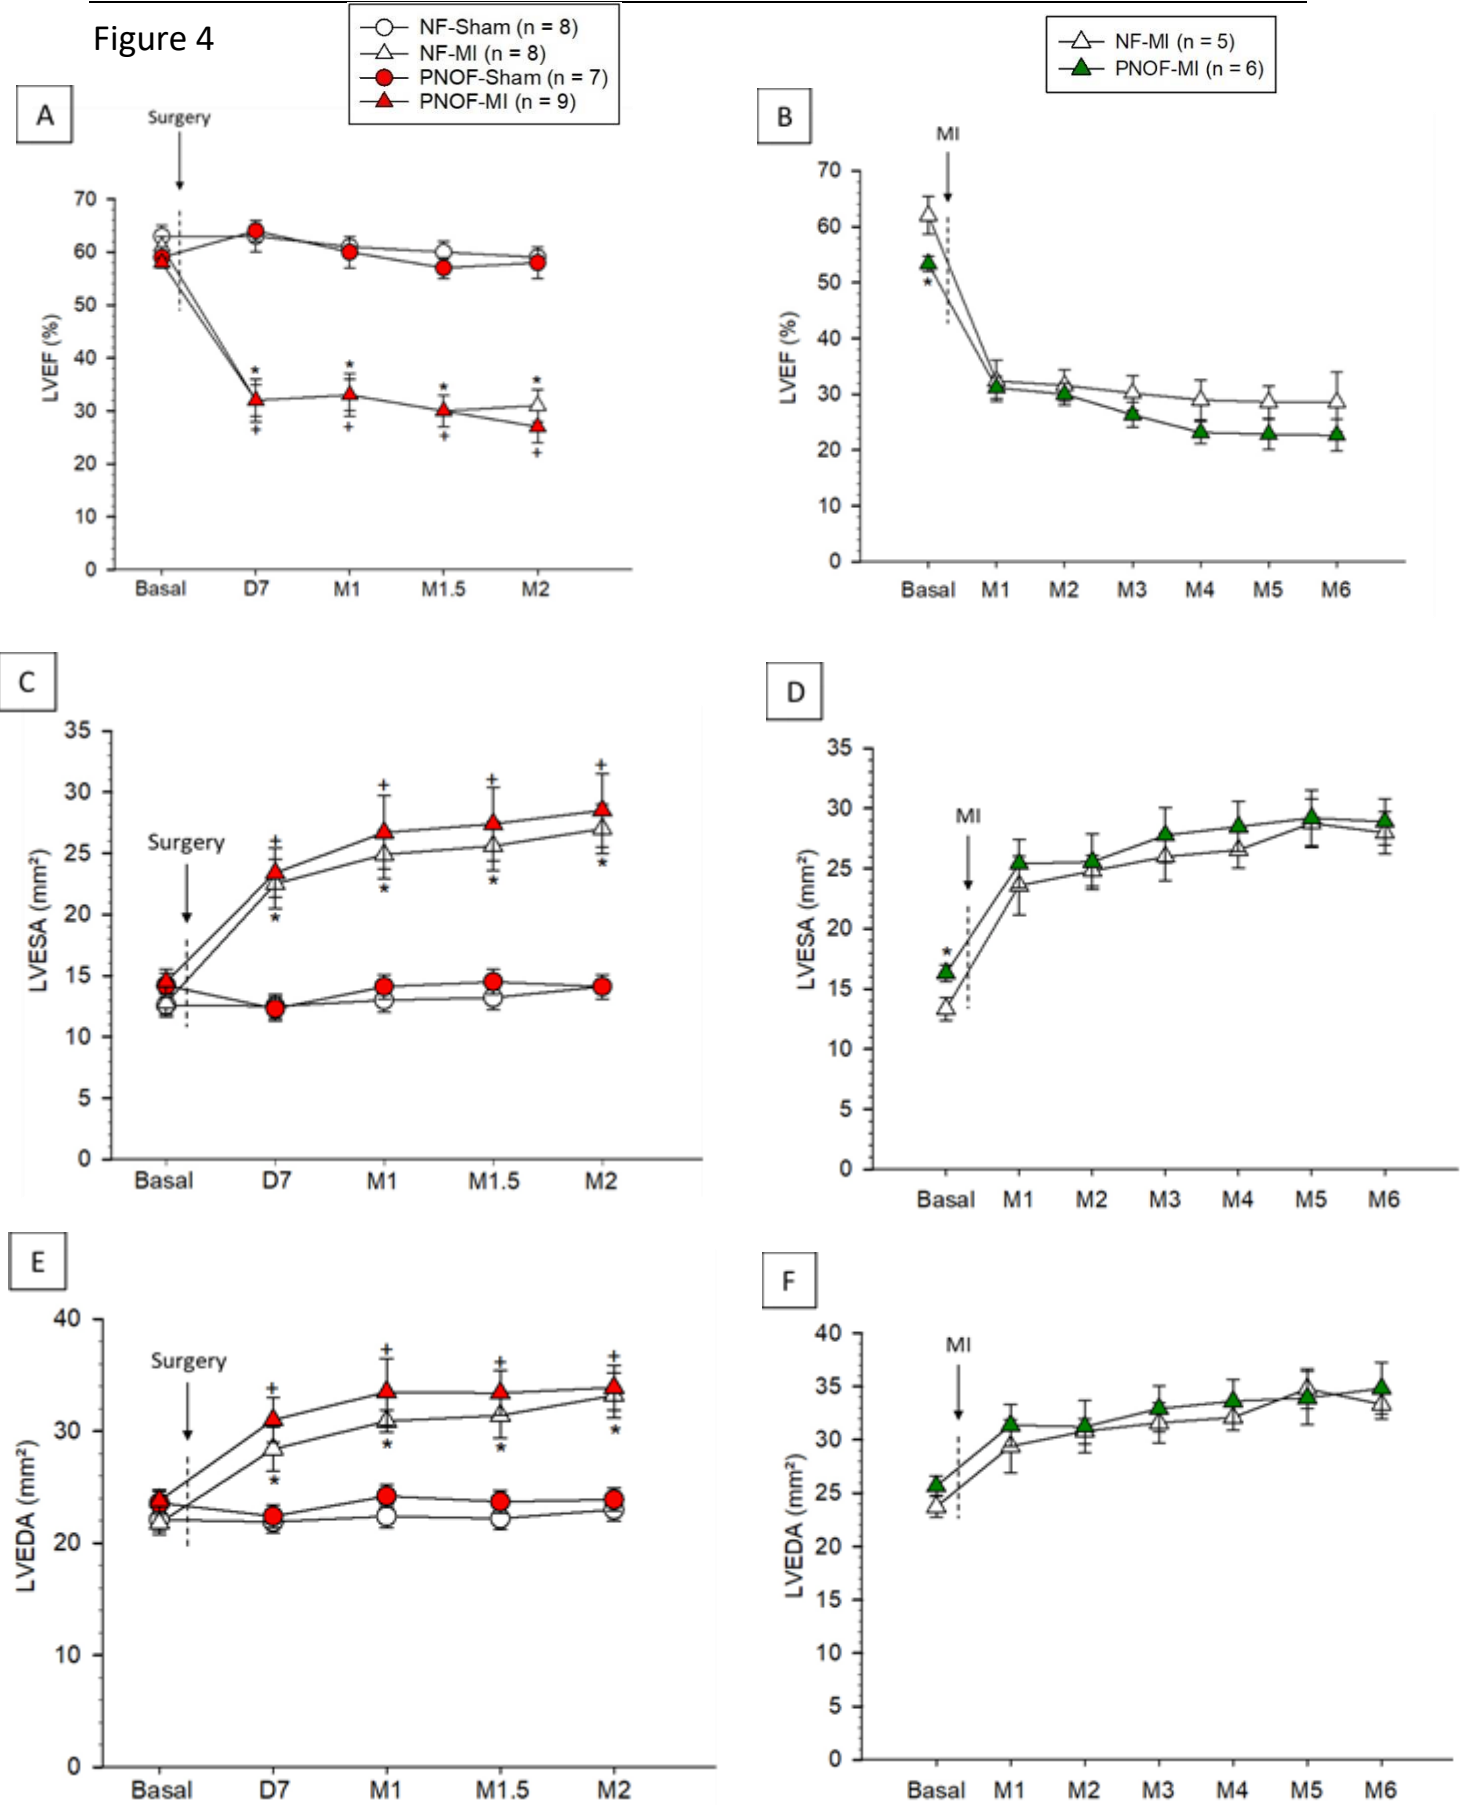 Figure 4
NF-Sham (n = 8)
NF-MI (n = 8)
PNOF-Sham (n = 7)
PNOF-MI (n = 9)
NF-MI (n = 5)
PNOF-MI (n = 6)
A
Surgery
70
60
50
40
30
20
10
0
LVEF (%)
* * * *
+ + + +
Basal D7 M1 M1.5 M2
B
MI
70
60
50
40
30
20
10
0
LVEF (%)
*
Basal M1 M2 M3 M4 M5 M6
C
Surgery
35
30
25
20
15
10
5
0
LVESA (mm²)
+ + + +
* * * *
Basal D7 M1 M1.5 M2
D
MI
35
30
25
20
15
10
5
0
LVESA (mm²)
*
Basal M1 M2 M3 M4 M5 M6
E
Surgery
40
30
20
10
0
LVEDA (mm²)
+ + + +
* * * *
Basal D7 M1 M1.5 M2
F
MI
40
35
30
25
20
15
10
5
0
LVEDA (mm²)
Basal M1 M2 M3 M4 M5 M6